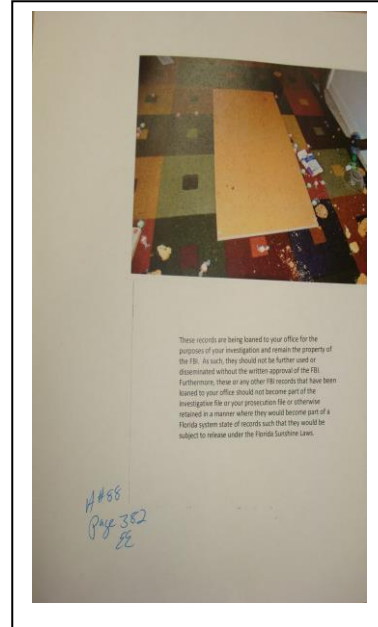 These records are being loaned to your office for the
purposes of your investigation and remain the property of
the FBI. As such, they should not be further used or
disseminated without the written approval of the FBI.
Furthermore, these or any other FBI records that have been
loaned to your office should not become part of the
investigative file or your prosecution file or otherwise
retained in a manner where they would become part of a
Florida system state of records such that they would be
subject to release under the Florida Sunshine Laws.
A#88
Page 382
EE